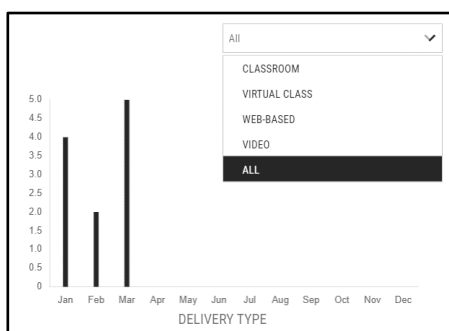 All
CLASSROOM
VIRTUAL CLASS
WEB-BASED
VIDEO
ALL
5.0
4.5
4.0
3.5
3.0
2.5
2.0
1.5
1.0
0.5
0
Jan Feb Mar Apr May Jun Jul Aug Sep Oct Nov Dec
DELIVERY TYPE